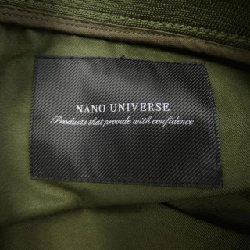 NANO UNIVERSE
Products that provide with confidence